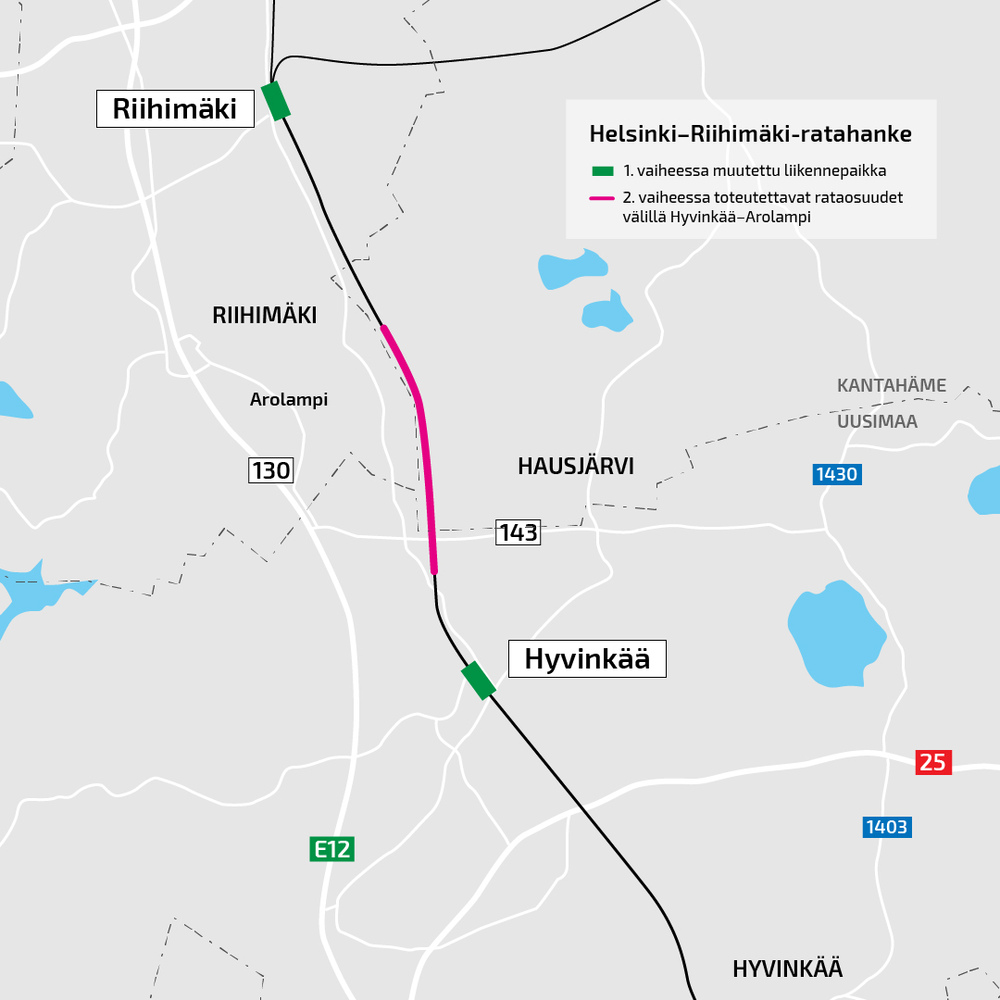 Riihimäki
Helsinki–Riihimäki-ratahanke
1. vaiheessa muutettu liikennepaikka
2. vaiheessa toteutettavat rataosuudet
välillä Hyvinkää–Arolampi
RIIHIMÄKI
Arolampi
KANTAHÄME
UUSIMAA
130
HAUSJÄRVI
1430
143
Hyvinkää
25
1403
E12
HYVINKÄÄ